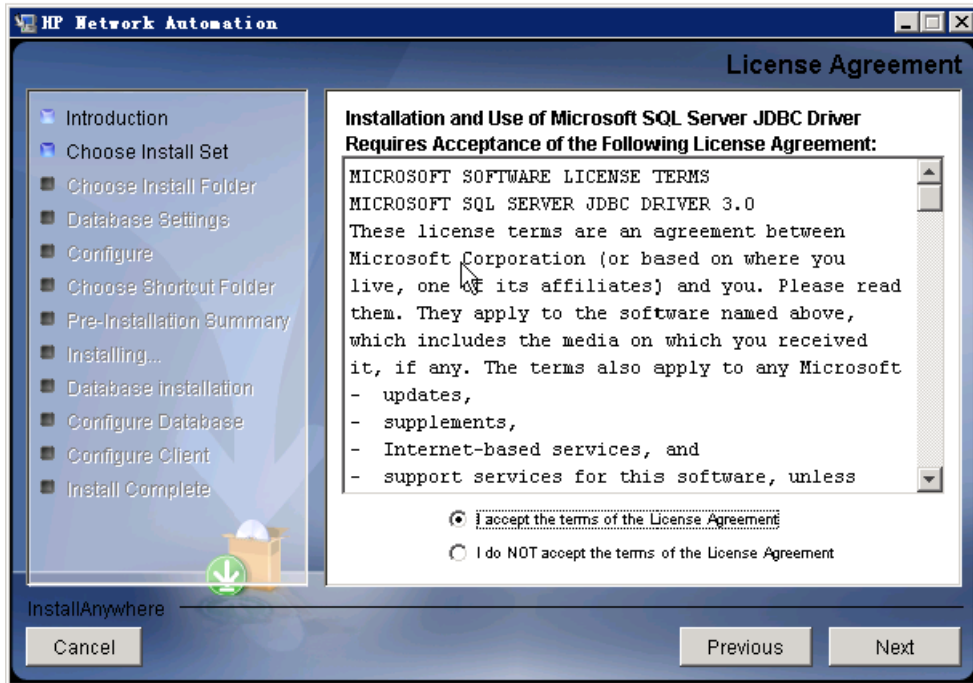 HP Network Automation
License Agreement
Introduction
Choose Install Set
Choose Install Folder
Database Settings
Configure
Choose Shortcut Folder
Pre-Installation Summary
Installing...
Database installation
Configure Database
Configure Client
Install Complete
Installation and Use of Microsoft SQL Server JDBC Driver
Requires Acceptance of the Following License Agreement:
MICROSOFT SOFTWARE LICENSE TERMS
MICROSOFT SQL SERVER JDBC DRIVER 3.0
These license terms are an agreement between
Microsoft Corporation (or based on where you
live, one of its affiliates) and you. Please read
them. They apply to the software named above,
which includes the media on which you received
it, if any. The terms also apply to any Microsoft
- updates,
- supplements,
- Internet-based services, and
- support services for this software, unless
I accept the terms of the License Agreement
I do NOT accept the terms of the License Agreement
InstallAnywhere
Cancel
Previous
Next